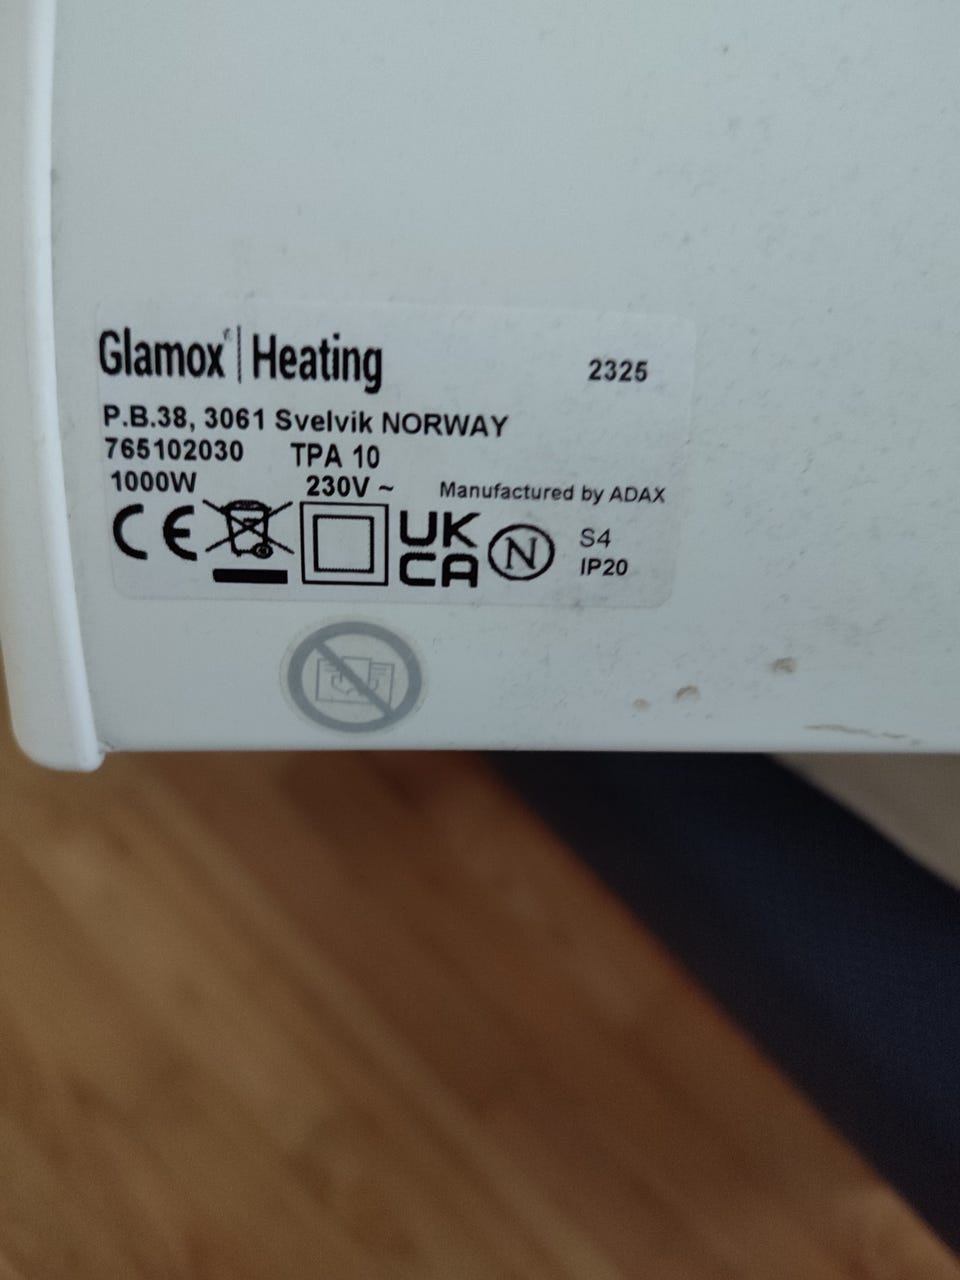 Glamox | Heating 2325
P.B.38, 3061 Svelvik NORWAY
765102030 TPA 10
1000W 230V ~ Manufactured by ADAX
CE UK CA N S4
IP20